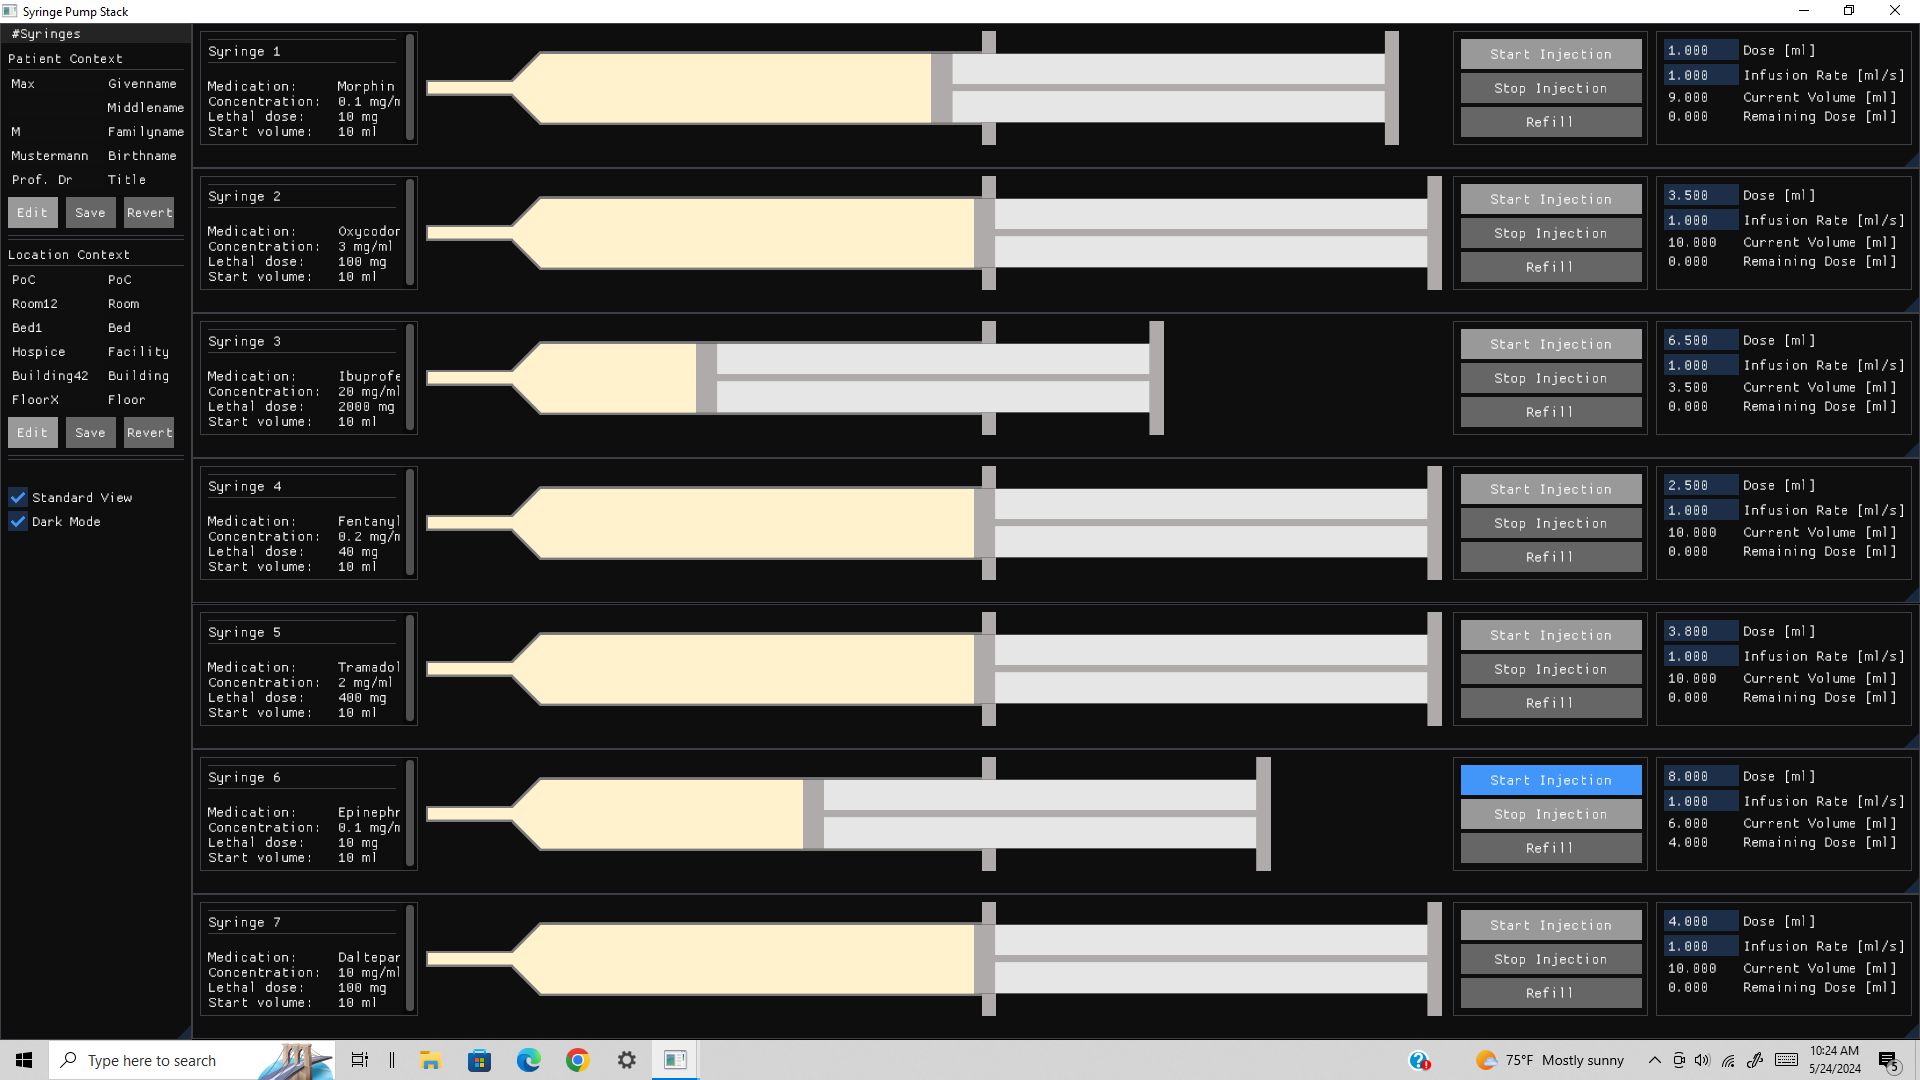 Syringe Pump Stack
#Syringes
Patient Context
Max Givenname
Middlename
M Familyname
Mustermann Birthname
Prof. Dr Title
Edit Save Revert
Location Context
PoC PoC
Room12 Room
Bed1 Bed
Hospice Facility
Building42 Building
FloorX Floor
Edit Save Revert
Standard View
Dark Mode
Syringe 1
Medication: Morphin
Concentration: 0.1 mg/m
Lethal dose: 10 mg
Start volume: 10 ml
Start Injection
Stop Injection
Refill
1.000 Dose [ml]
1.000 Infusion Rate [ml/s]
9.000 Current Volume [ml]
0.000 Remaining Dose [ml]
Syringe 2
Medication: Oxycodor
Concentration: 3 mg/ml
Lethal dose: 100 mg
Start volume: 10 ml
Start Injection
Stop Injection
Refill
3.500 Dose [ml]
1.000 Infusion Rate [ml/s]
10.000 Current Volume [ml]
0.000 Remaining Dose [ml]
Syringe 3
Medication: Ibuprofe
Concentration: 20 mg/ml
Lethal dose: 2000 mg
Start volume: 10 ml
Start Injection
Stop Injection
Refill
6.500 Dose [ml]
1.000 Infusion Rate [ml/s]
3.500 Current Volume [ml]
0.000 Remaining Dose [ml]
Syringe 4
Medication: Fentanyl
Concentration: 0.2 mg/m
Lethal dose: 40 mg
Start volume: 10 ml
Start Injection
Stop Injection
Refill
2.500 Dose [ml]
1.000 Infusion Rate [ml/s]
10.000 Current Volume [ml]
0.000 Remaining Dose [ml]
Syringe 5
Medication: Tramadol
Concentration: 2 mg/ml
Lethal dose: 400 mg
Start volume: 10 ml
Start Injection
Stop Injection
Refill
3.800 Dose [ml]
1.000 Infusion Rate [ml/s]
10.000 Current Volume [ml]
0.000 Remaining Dose [ml]
Syringe 6
Medication: Epinephr
Concentration: 0.1 mg/m
Lethal dose: 10 mg
Start volume: 10 ml
Start Injection
Stop Injection
Refill
8.000 Dose [ml]
1.000 Infusion Rate [ml/s]
6.000 Current Volume [ml]
4.000 Remaining Dose [ml]
Syringe 7
Medication: Daltepar
Concentration: 10 mg/ml
Lethal dose: 100 mg
Start volume: 10 ml
Start Injection
Stop Injection
Refill
4.000 Dose [ml]
1.000 Infusion Rate [ml/s]
10.000 Current Volume [ml]
0.000 Remaining Dose [ml]
Type here to search
75°F Mostly sunny
10:24 AM
5/24/2024
5